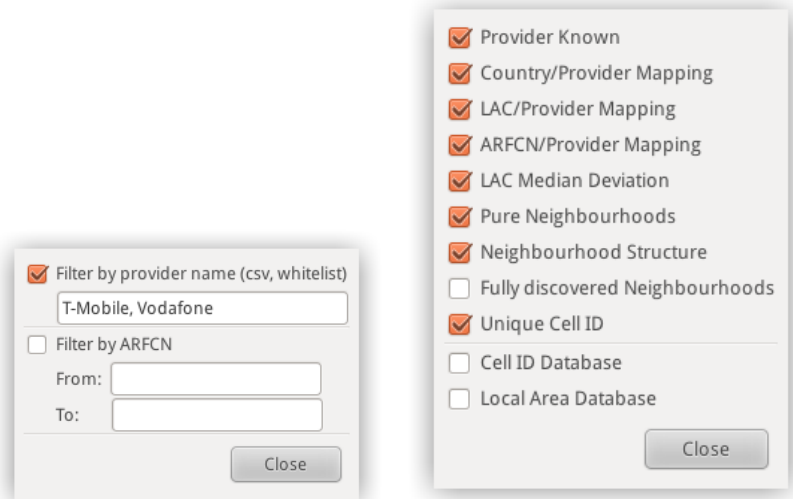 Filter by provider name (csv, whitelist)
T-Mobile, Vodafone
Filter by ARFCN
From:
To:
Close
Provider Known
Country/Provider Mapping
LAC/Provider Mapping
ARFCN/Provider Mapping
LAC Median Deviation
Pure Neighbourhoods
Neighbourhood Structure
Fully discovered Neighbourhoods
Unique Cell ID
Cell ID Database
Local Area Database
Close